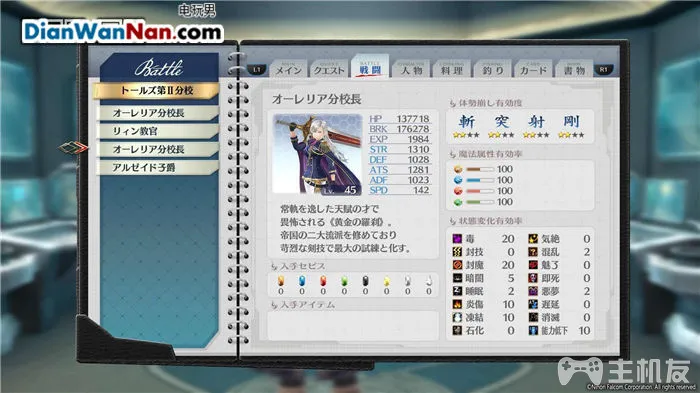 电玩男
DianWanNan.com
Battle
トールズ第Ⅱ分校
オーレリア分校長
リィン教官
オーレリア分校長
アルゼイド子爵
L1
メイン
クエスト
BATTLE
戦闘
人物
料理
釣り
カード
書物
R1
オーレリア分校長
Lv. 45
HP 137718
BRK 176278
EXP 1984
STR 1310
DEF 1028
ATS 1281
ADF 1023
SPD 142
常軌を逸した天賦の才で
畏怖される《黄金の羅刹》。
帝国の二大流派を修めており
苛烈な剣技で最大の試練と化す。
入手セピス
0 0 0 0 0 0 0
入手アイテム
体勢崩し有効度
斬 突 射 剛
魔法属性有効率
100
100
100
100
状態変化有効率
毒 20 気絶 0
封技 0 混乱 2
封魔 20 魅了 0
暗闇 5 即死 0
睡眠 2 悪夢 2
炎傷 10 遅延 0
凍結 10 消滅 0
石化 0 能力低下 10
主机友
©Nihon Falcom Corporation. All rights reserved.